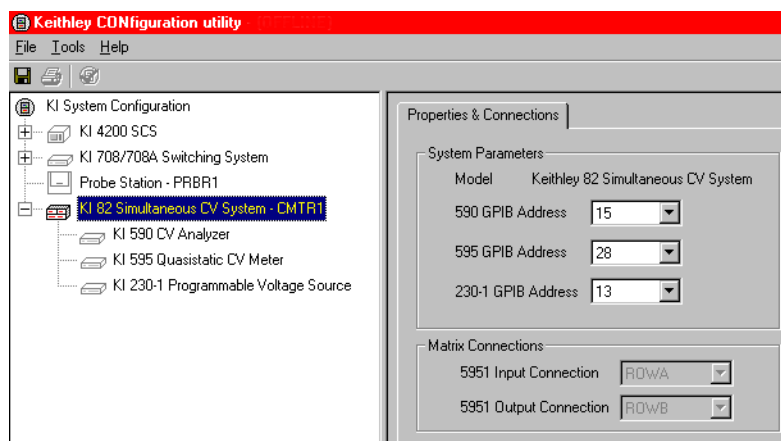 Keithley CONfiguration utility - [OFFLINE]
File Tools Help
KI System Configuration
KI 4200 SCS
KI 708/708A Switching System
Probe Station - PRBR1
KI 82 Simultaneous CV System - CMTR1
KI 590 CV Analyzer
KI 595 Quasistatic CV Meter
KI 230-1 Programmable Voltage Source
Properties & Connections
System Parameters
Model Keithley 82 Simultaneous CV System
590 GPIB Address 15
595 GPIB Address 28
230-1 GPIB Address 13
Matrix Connections
5951 Input Connection ROWA
5951 Output Connection ROWB